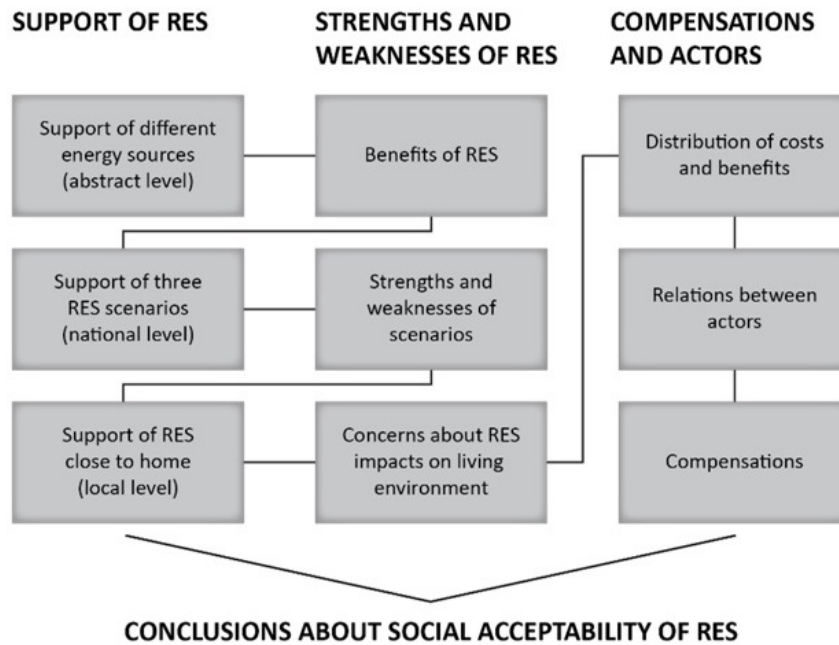 SUPPORT OF RES
STRENGTHS AND
WEAKNESSES OF RES
COMPENSATIONS
AND ACTORS
Support of different
energy sources
(abstract level)
Benefits of RES
Distribution of costs
and benefits
Support of three
RES scenarios
(national level)
Strengths and
weaknesses of
scenarios
Relations between
actors
Support of RES
close to home
(local level)
Concerns about RES
impacts on living
environment
Compensations
CONCLUSIONS ABOUT SOCIAL ACCEPTABILITY OF RES